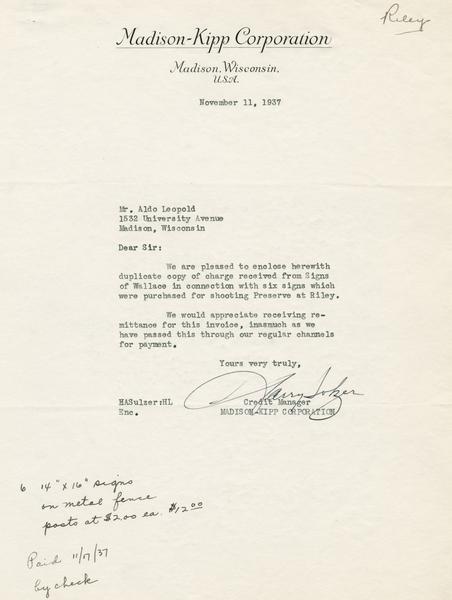 Riley
Madison-Kipp Corporation
Madison, Wisconsin,
U.S.A.
November 11, 1937
Mr. Aldo Leopold
1532 University Avenue
Madison, Wisconsin
Dear Sir:
We are pleased to enclose herewith
duplicate copy of charge received from Signs
of Wallace in connection with six signs which
were purchased for shooting Preserve at Riley.
We would appreciate receiving re-
mittance for this invoice, inasmuch as we
have passed this through our regular channels
for payment.
Yours very truly,
Harry Sulzer
HASulzer:HL Credit Manager
Enc. MADISON-KIPP CORPORATION
6 14" x 16" signs
on metal fence
posts at $2.00 ea. $12.00
Paid 11/17/37
by check